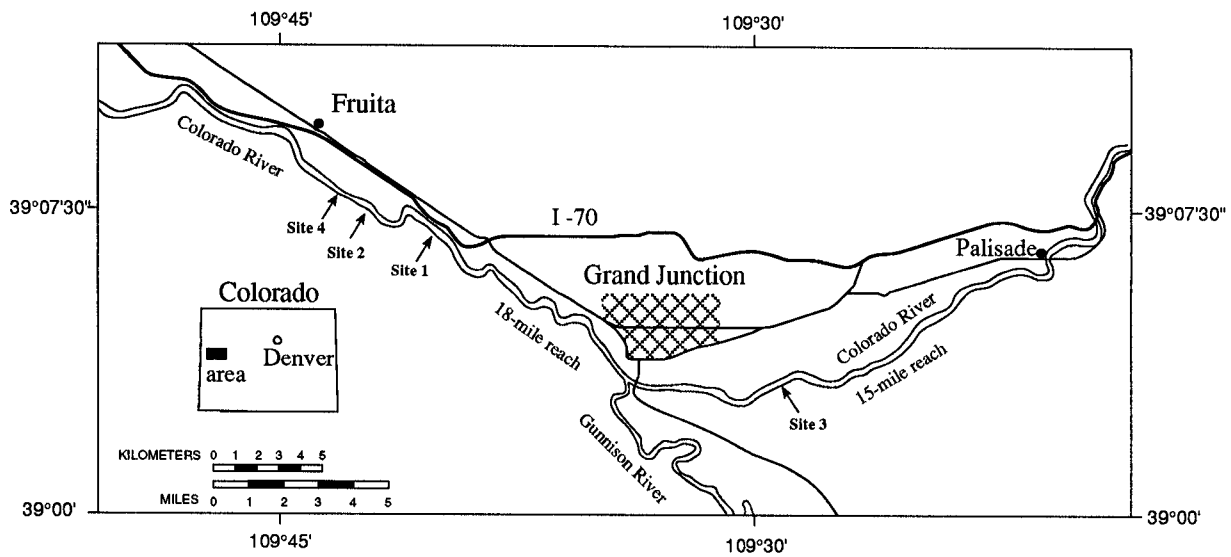 109°45'
109°30'
Fruita
Colorado River
39°07'30"
39°07'30"
I -70
Site 4
Site 2
Site 1
Palisade
Grand Junction
Colorado
Denver
area
18-mile reach
Colorado River
15-mile reach
Site 3
Gunnison River
KILOMETERS 0 1 2 3 4 5
MILES 0 1 2 3 4 5
39°00'
39°00'
109°45'
109°30'